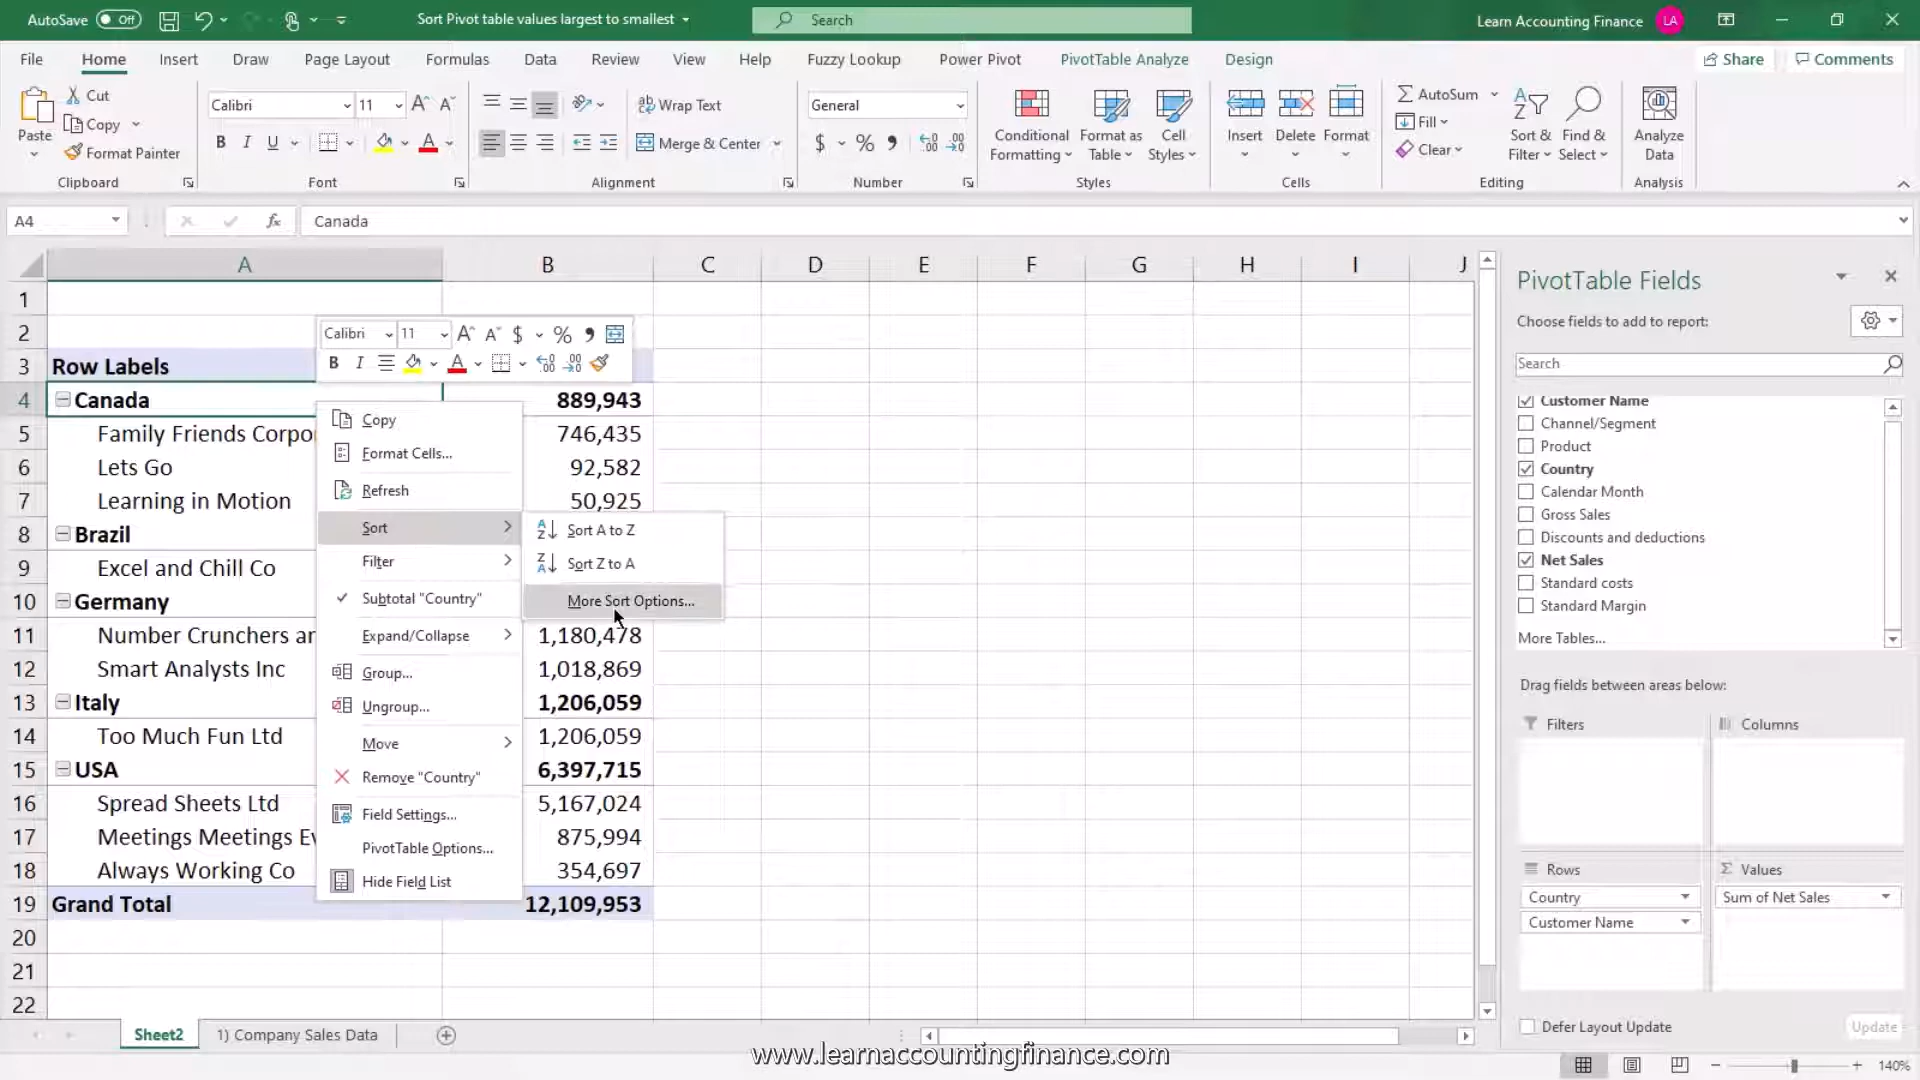 AutoSave Off Sort Pivot table values largest to smallest Search Learn Accounting Finance LA
File Home Insert Draw Page Layout Formulas Data Review View Help Fuzzy Lookup Power Pivot PivotTable Analyze Design Share Comments
Paste
Cut
Copy
Format Painter
Clipboard
Calibri 11
B I U
Font
Wrap Text
Merge & Center
Alignment
General
$ % ,
Number
Conditional Formatting
Format as Table
Cell Styles
Styles
Insert Delete Format
Cells
AutoSum
Fill
Clear
Sort & Filter
Find & Select
Editing
Analyze Data
Analysis
A4 fx Canada
A B C D E F G H I J
1
2
3 Row Labels
4 Canada 889,943
5 Family Friends Corpo 746,435
6 Lets Go 92,582
7 Learning in Motion 50,925
8 Brazil
9 Excel and Chill Co
10 Germany
11 Number Crunchers ar 1,180,478
12 Smart Analysts Inc 1,018,869
13 Italy 1,206,059
14 Too Much Fun Ltd 1,206,059
15 USA 6,397,715
16 Spread Sheets Ltd 5,167,024
17 Meetings Meetings Ev 875,994
18 Always Working Co 354,697
19 Grand Total 12,109,953
20
21
22
Calibri 11 $ % ,
B I
Copy
Format Cells...
Refresh
Sort
Filter
Subtotal "Country"
Expand/Collapse
Group...
Ungroup...
Move
Remove "Country"
Field Settings...
PivotTable Options...
Hide Field List
Sort A to Z
Sort Z to A
More Sort Options...
PivotTable Fields
Choose fields to add to report:
Search
Customer Name
Channel/Segment
Product
Country
Calendar Month
Gross Sales
Discounts and deductions
Net Sales
Standard costs
Standard Margin
More Tables...
Drag fields between areas below:
Filters
Columns
Rows
Country
Customer Name
Values
Sum of Net Sales
Defer Layout Update Update
Sheet2 1) Company Sales Data
www.learnaccountingfinance.com
140%